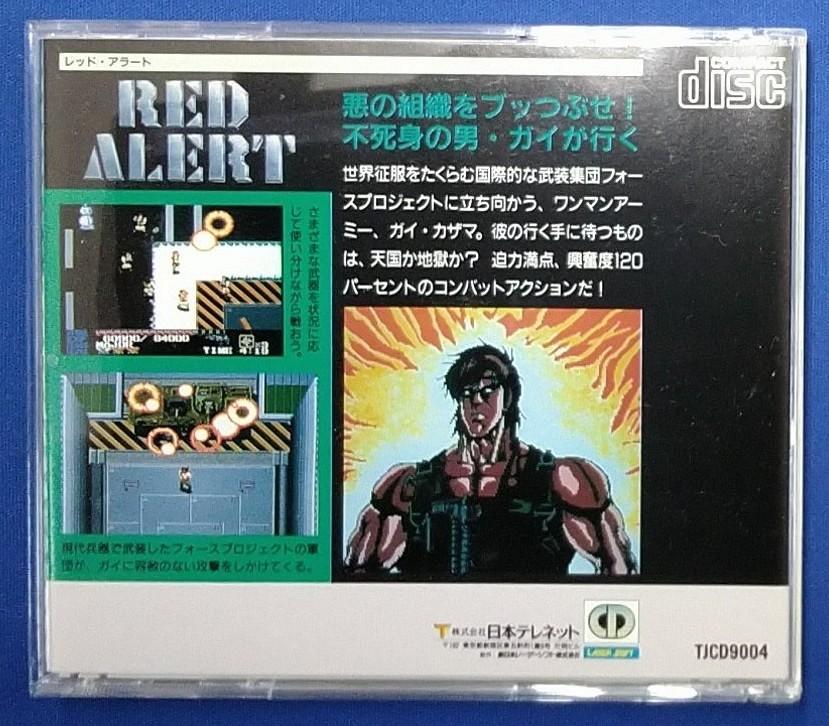 レッド・アラート
RED
ALERT
COMPACT
disc
悪の組織をブッつぶせ!
不死身の男・ガイが行く
世界征服をたくらむ国際的な武装集団フォー
スプロジェクトに立ち向かう、ワンマンアー
ミー、ガイ・カザマ。彼の行く手に待つもの
は、天国か地獄か? 迫力満点、興奮度120
パーセントのコンバットアクションだ!
さまざまな武器を状況に応
じて使い分けながら戦おう。
MAJOR
TIME 4:10
現代兵器で武装したフォースプロジェクトの軍
団が、ガイに容赦のない攻撃をしかけてくる。
株式会社 日本テレネット
LASER SOFT
TJCD9004